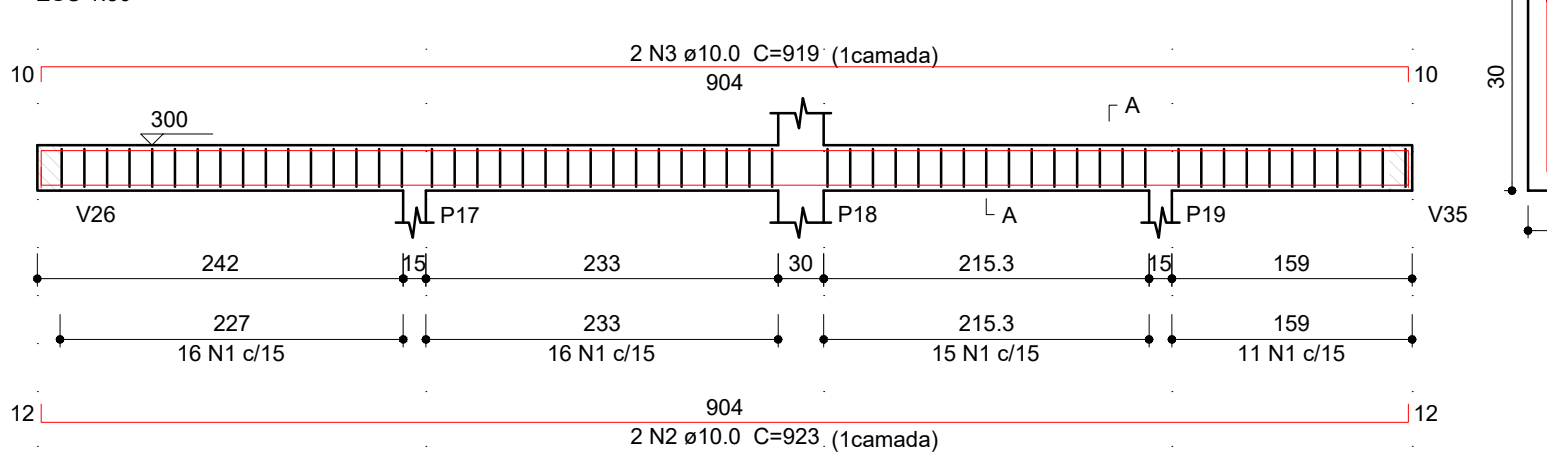 2 N3 ø10.0 C=919 (1camada)
10
904
10
30
A
300
V26
P17
P18
A
P19
V35
242
15
233
30
215.3
15
159
227
233
215.3
159
16 N1 c/15
16 N1 c/15
15 N1 c/15
11 N1 c/15
12
904
12
2 N2 ø10.0 C=923 (1camada)